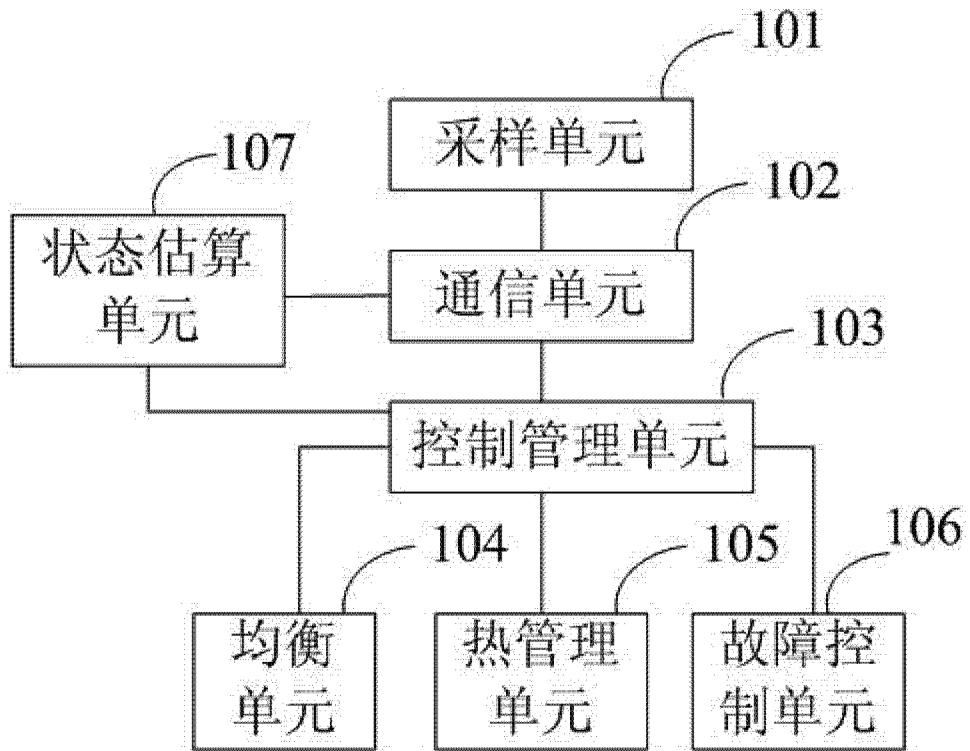 101
采样单元
107
102
状态估算
单元
通信单元
103
控制管理单元
104
105
106
均衡
单元
热管理
单元
故障控
制单元